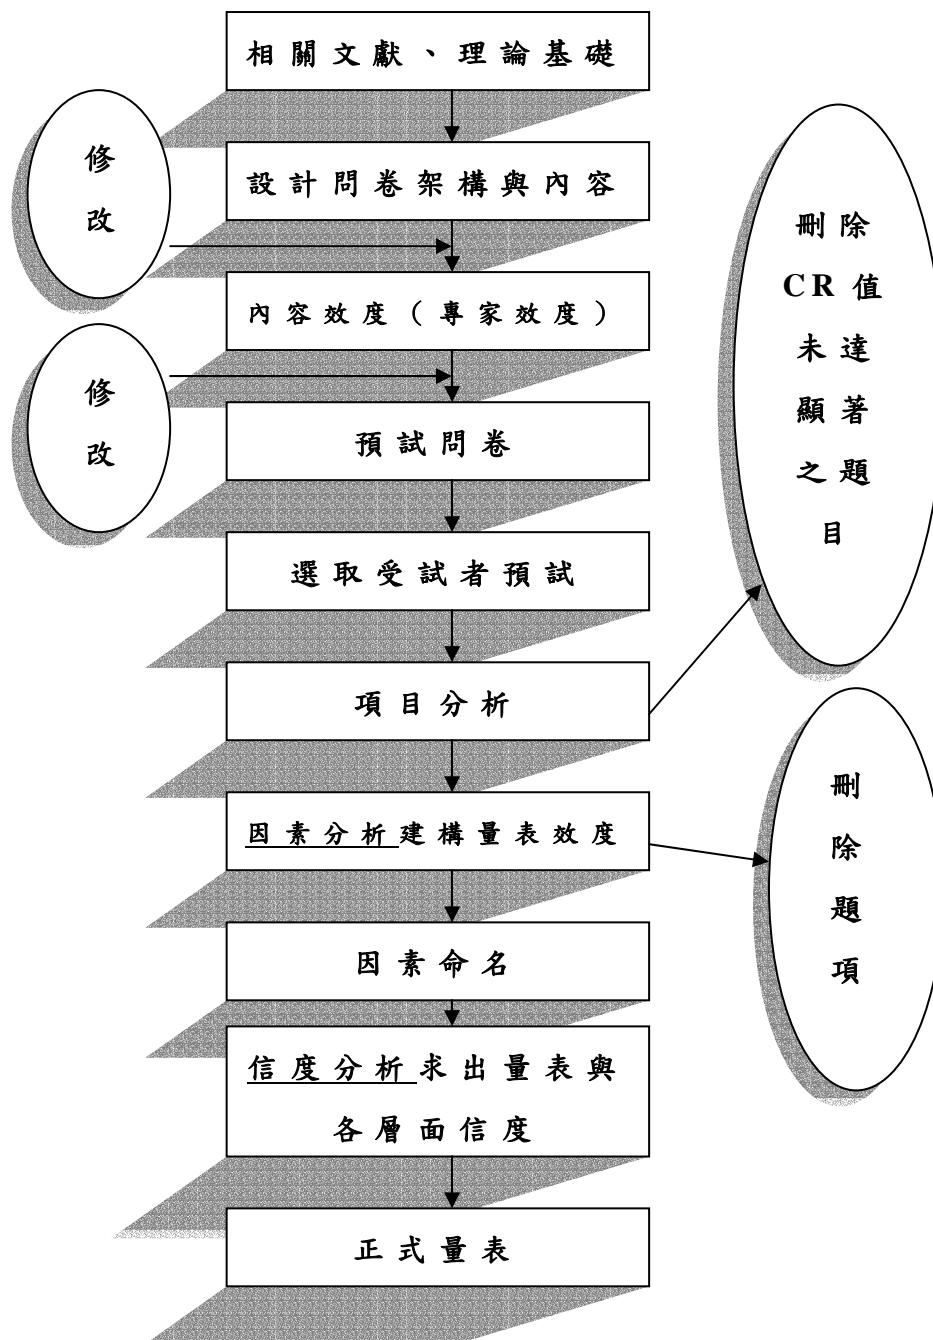 相關文獻、理論基礎
修
改
設計問卷架構與內容
內容效度（專家效度）
修
改
預試問卷
選取受試者預試
項目分析
刪除
CR 值
未達
顯著
之題
目
因素分析建構量表效度
刪
除
題
項
因素命名
信度分析求出量表與
各層面信度
正式量表